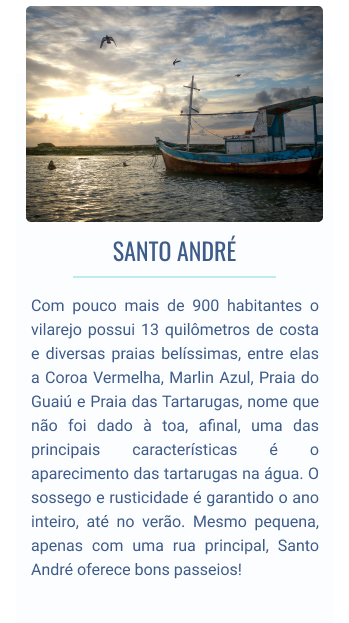 SANTO ANDRÉ
Com pouco mais de 900 habitantes o
vilarejo possui 13 quilômetros de costa
e diversas praias belíssimas, entre elas
a Coroa Vermelha, Marlin Azul, Praia do
Guaiú e Praia das Tartarugas, nome que
não foi dado à toa, afinal, uma das
principais características é o
aparecimento das tartarugas na água. O
sossego e rusticidade é garantido o ano
inteiro, até no verão. Mesmo pequena,
apenas com uma rua principal, Santo
André oferece bons passeios!